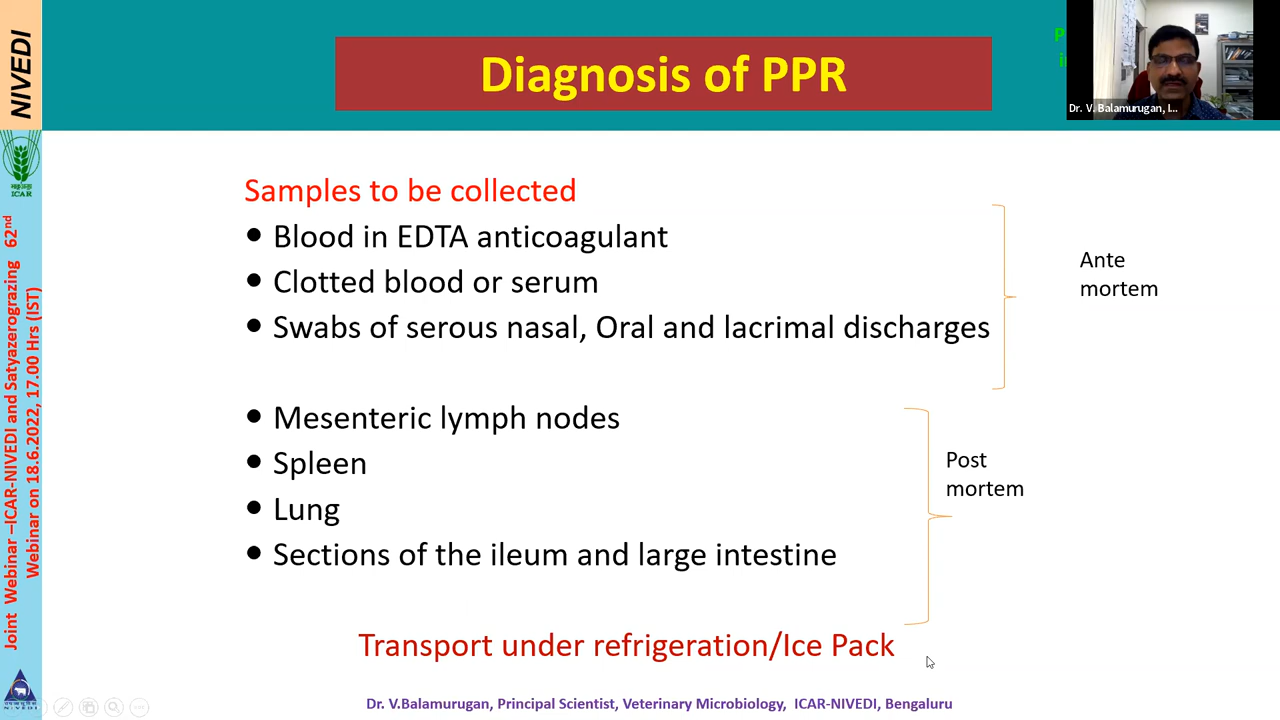 NIVEDI
Diagnosis of PPR
Dr. V. Balamurugan, I...
Samples to be collected
• Blood in EDTA anticoagulant
• Clotted blood or serum
• Swabs of serous nasal, Oral and lacrimal discharges
Ante
mortem
• Mesenteric lymph nodes
• Spleen
• Lung
• Sections of the ileum and large intestine
Post
mortem
Transport under refrigeration/Ice Pack
Dr. V.Balamurugan, Principal Scientist, Veterinary Microbiology, ICAR-NIVEDI, Bengaluru
ICAR
Joint Webinar –ICAR-NIVEDI and Satyazerograzing 62nd
Webinar on 18.6.2022, 17.00 Hrs (IST)